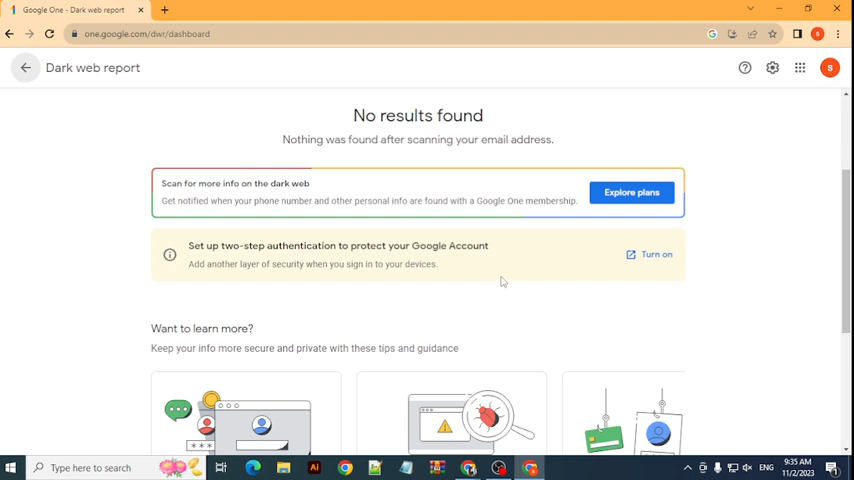 Google One - Dark web report
one.google.com/dwr/dashboard
S
Dark web report
S
No results found
Nothing was found after scanning your email address.
Scan for more info on the dark web
Get notified when your phone number and other personal info are found with a Google One membership.
Explore plans
Set up two-step authentication to protect your Google Account
Add another layer of security when you sign in to your devices.
Turn on
Want to learn more?
Keep your info more secure and private with these tips and guidance
***
Type here to search
Ai
ENG
9:35 AM
11/2/2023